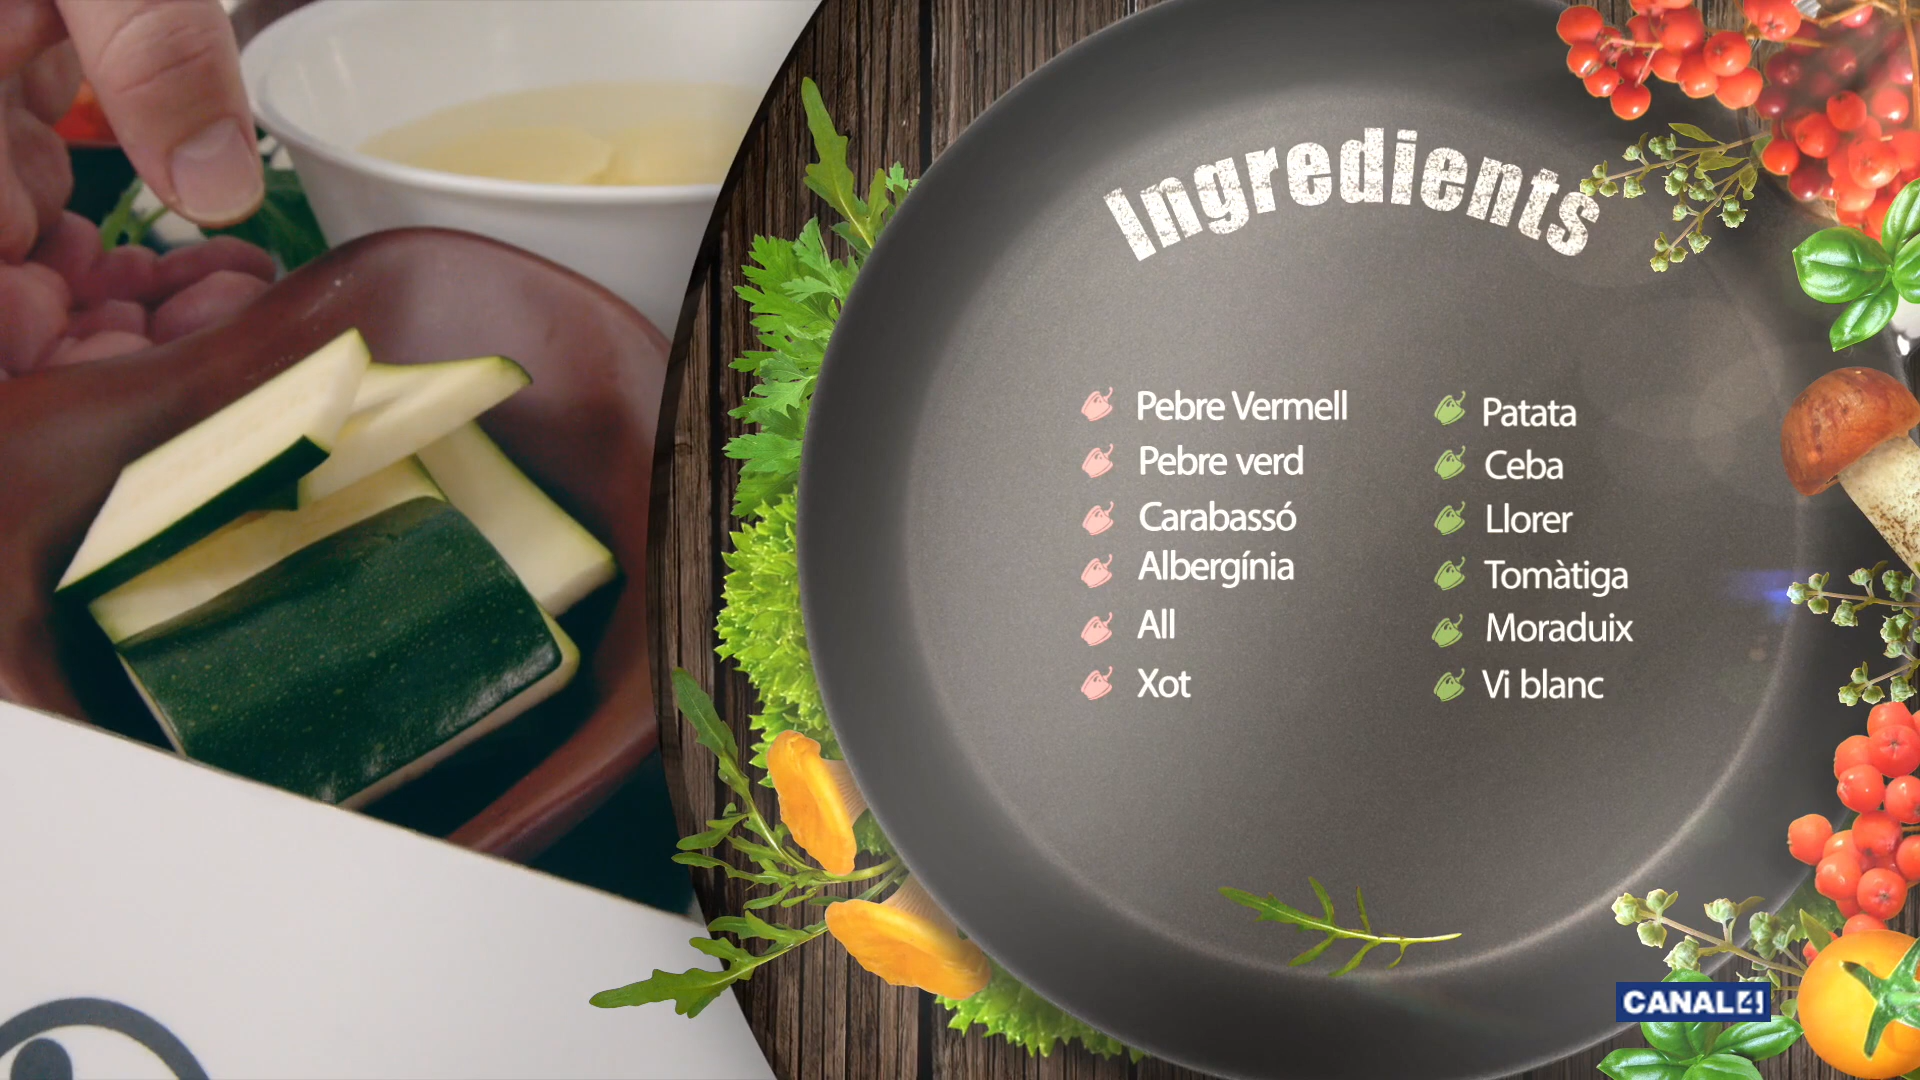 Ingredients
Pebre Vermell
Pebre verd
Carabassó
Albergínia
All
Xot
Patata
Ceba
Llorer
Tomàtiga
Moraduix
Vi blanc
CANAL4